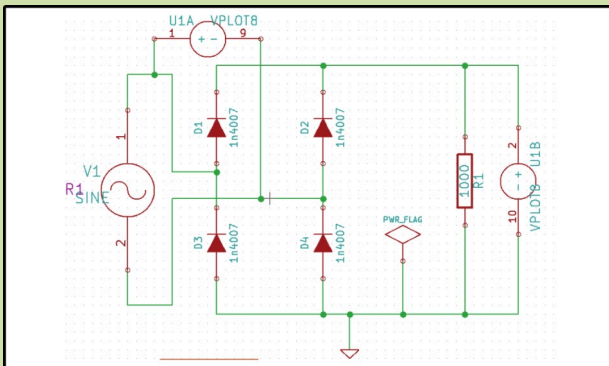 U1A VPLOT8
1 + - 9
D1 1n4007
D2 1n4007
1
V1
R1
SINE
2
D3 1n4007
D4 1n4007
PWR_FLAG
1000 R1
2
+
-
10
VPLOT8 U1B